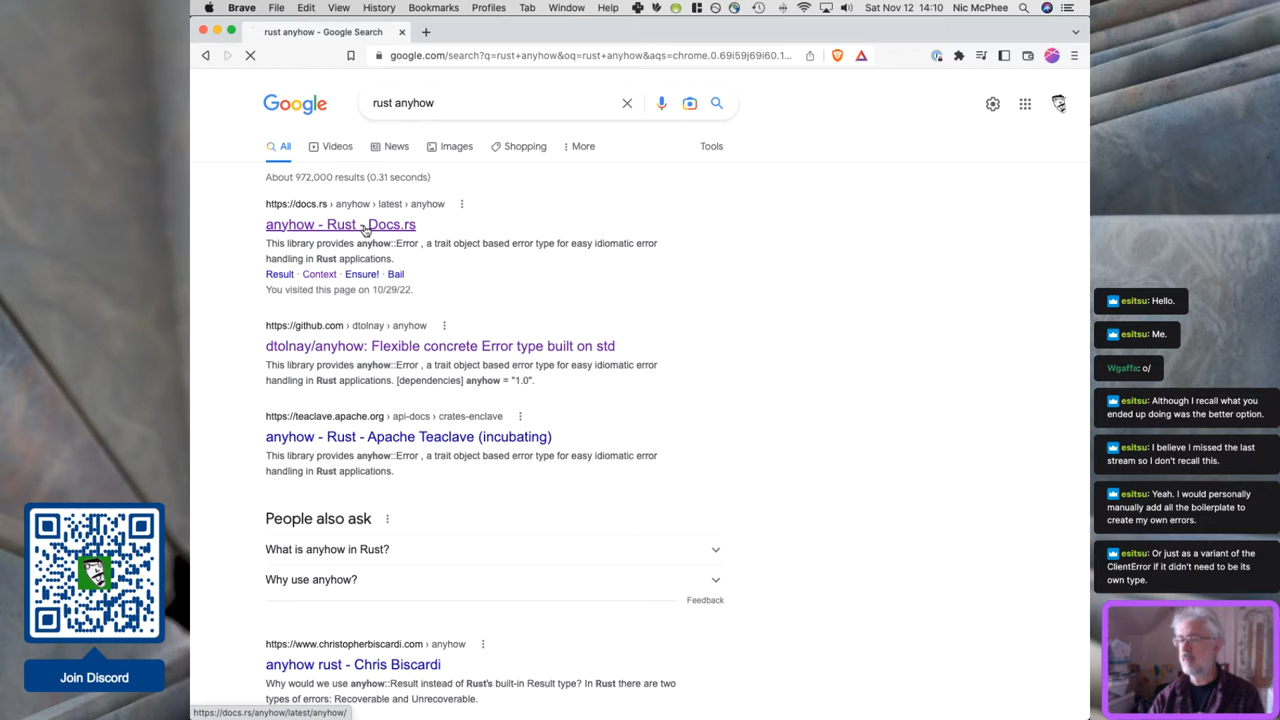 Brave File Edit View History Bookmarks Profiles Tab Window Help Sat Nov 12 14:10 Nic McPhee
rust anyhow - Google Search
google.com/search?q=rust+anyhow&oq=rust+anyhow&aqs=chrome.0.69i59j69i60.1...
Google
rust anyhow
All Videos News Images Shopping More Tools
About 972,000 results (0.31 seconds)
https://docs.rs › anyhow › latest › anyhow
anyhow - Rust - Docs.rs
This library provides anyhow::Error , a trait object based error type for easy idiomatic error
handling in Rust applications.
Result · Context · Ensure! · Bail
You visited this page on 10/29/22.
https://github.com › dtolnay › anyhow
dtolnay/anyhow: Flexible concrete Error type built on std
This library provides anyhow::Error , a trait object based error type for easy idiomatic error
handling in Rust applications. [dependencies] anyhow = "1.0".
https://teaclave.apache.org › api-docs › crates-enclave
anyhow - Rust - Apache Teaclave (incubating)
This library provides anyhow::Error , a trait object based error type for easy idiomatic error
handling in Rust applications.
People also ask
What is anyhow in Rust?
Why use anyhow?
Feedback
https://www.christopherbiscardi.com › anyhow
anyhow rust - Chris Biscardi
Why would we use anyhow::Result instead of Rust's built-in Result type? In Rust there are two
types of errors: Recoverable and Unrecoverable.
https://docs.rs/anyhow/latest/anyhow/
Join Discord
esitsu: Hello.
esitsu: Me.
Wgaffa: o/
esitsu: Although I recall what you
ended up doing was the better option.
esitsu: I believe I missed the last
stream so I don't recall this.
esitsu: Yeah. I would personally
manually add all the boilerplate to
create my own errors.
esitsu: Or just as a variant of the
ClientError if it didn't need to be its
own type.